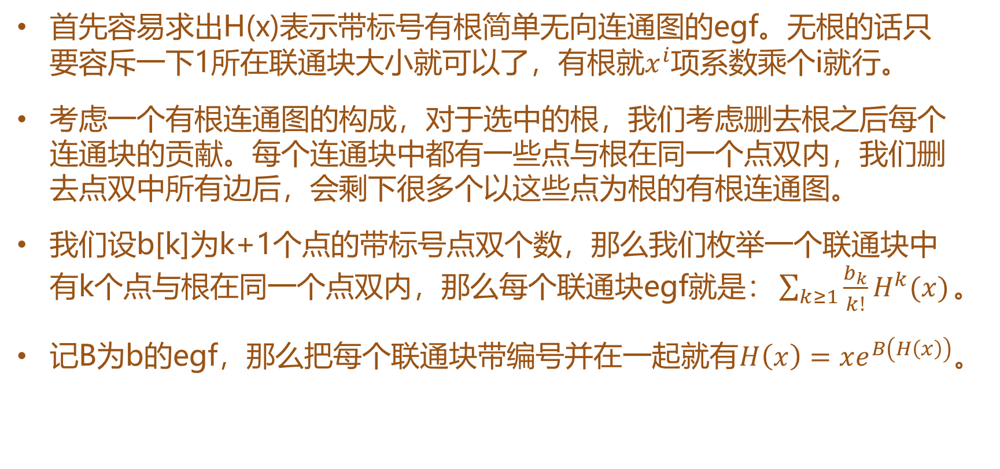 • 首先容易求出H(x)表示带标号有根简单无向连通图的egf。无根的话只
要容斥一下1所在联通块大小就可以了，有根就$x^i$项系数乘个i就行。
• 考虑一个有根连通图的构成，对于选中的根，我们考虑删去根之后每个
连通块的贡献。每个连通块中都有一些点与根在同一个点双内，我们删
去点双中所有边后，会剩下很多个以这些点为根的有根连通图。
• 我们设b[k]为k+1个点的带标号点双个数，那么我们枚举一个联通块中
有k个点与根在同一个点双内，那么每个联通块egf就是：$\sum_{k\geq 1}\frac{b_k}{k!}H^k(x)$。
• 记B为b的egf，那么把每个联通块带编号并在一起就有$H(x)=xe^{B(H(x))}$。